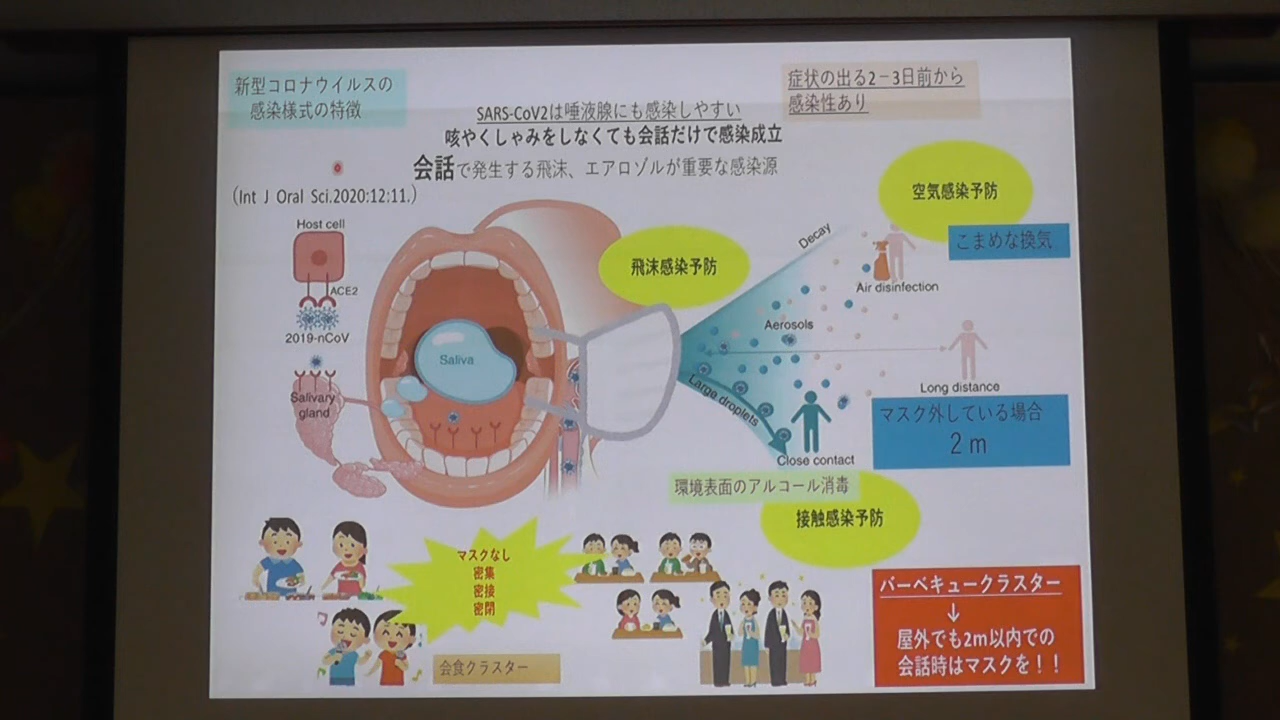 新型コロナウイルスの
感染様式の特徴
症状の出る2－3日前から
感染性あり
SARS-CoV2は唾液腺にも感染しやすい
咳やくしゃみをしなくても会話だけで感染成立
会話で発生する飛沫、エアロゾルが重要な感染源
(Int J Oral Sci.2020:12:11.)
空気感染予防
こまめな換気
飛沫感染予防
Host cell
ACE2
2019-nCoV
Salivary
gland
Saliva
Decay
Air disinfection
Aerosols
Long distance
Large droplets
Close contact
マスク外している場合
2 m
環境表面のアルコール消毒
接触感染予防
マスクなし
密集
密接
密閉
会食クラスター
バーベキュークラスター
↓
屋外でも2m以内での
会話時はマスクを！！